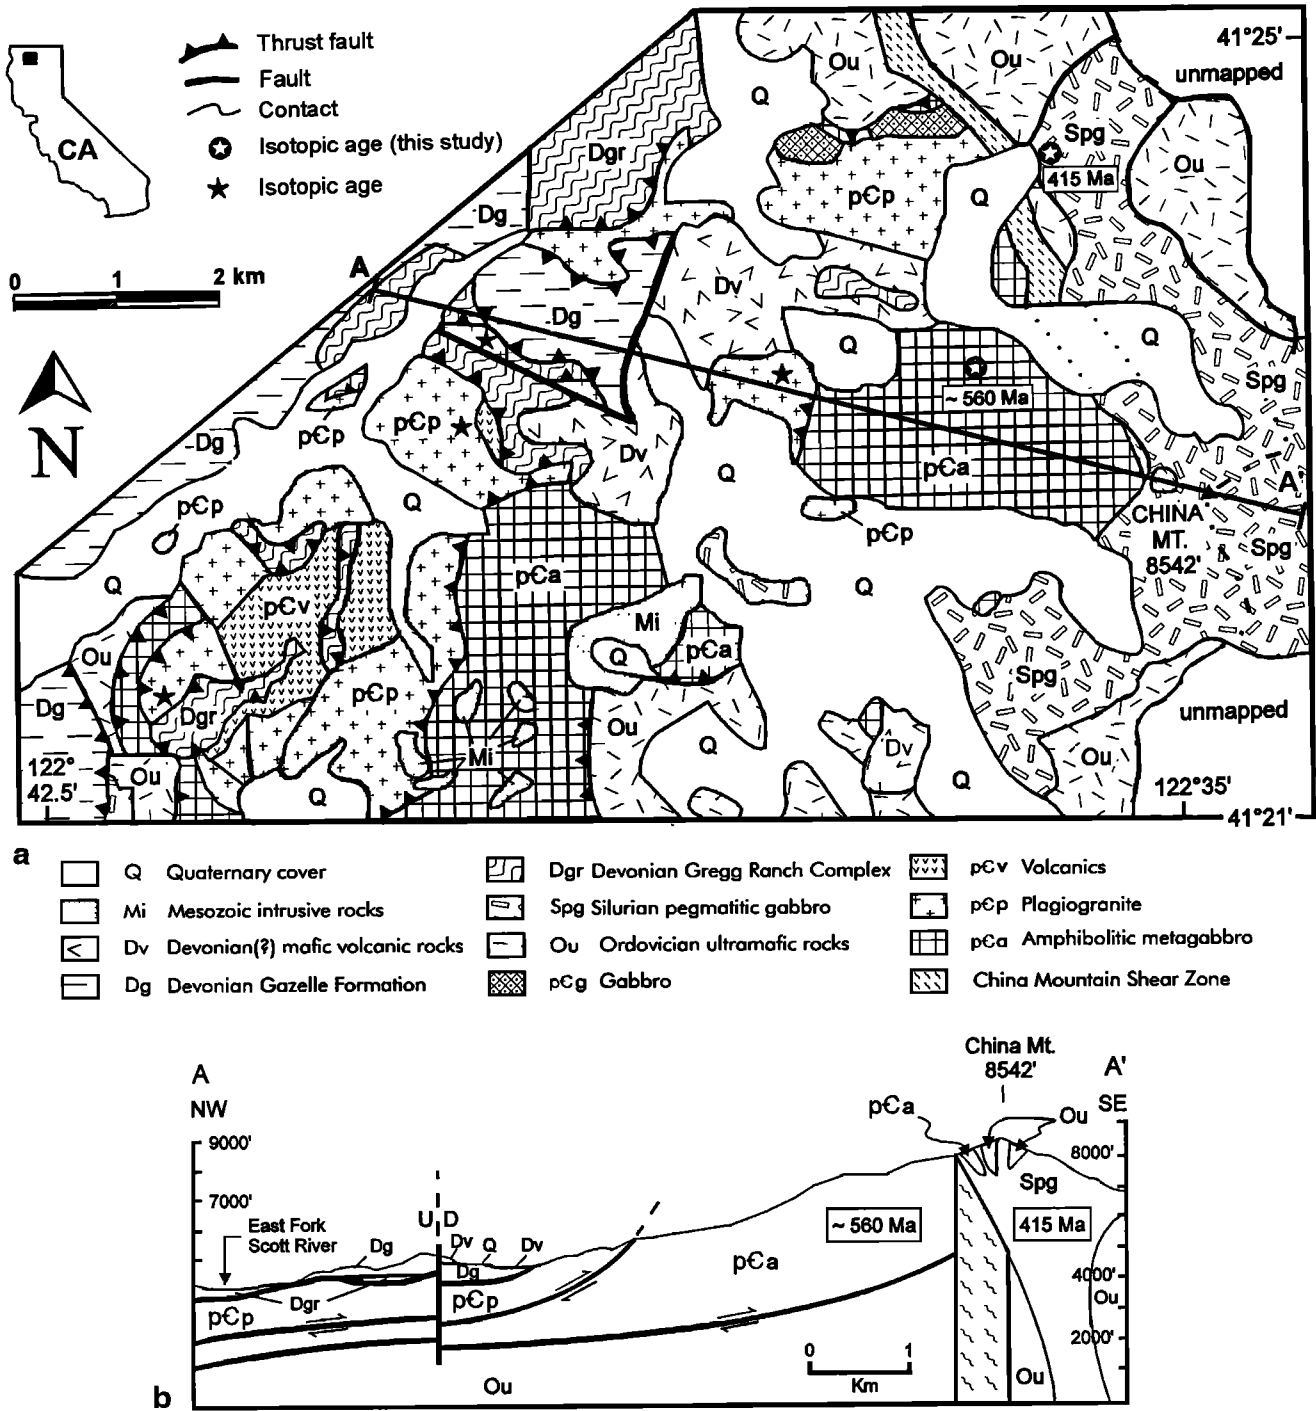 Thrust fault
Fault
Contact
Isotopic age (this study)
Isotopic age
CA
0 1 2 km
N
41°25'
unmapped
Ou
Ou
Q
Spg
Dgr
Ou
415 Ma
pЄp
Q
Dg
A
Dv
Dg
Q
Q
Spg
~ 560 Ma
pЄp
Dg
pЄp
Dv
Q
pЄa
A'
pЄp
Q
CHINA
MT.
8542'
pЄp
Spg
Q
pЄa
Q
pЄv
Mi
pЄa
Ou
Q
Spg
Dg
Dgr
pЄp
Ou
unmapped
Q
Dv
Ou
Mi
122°
42.5'
Ou
Q
Q
122°35'
41°21'
a
Q Quaternary cover
Mi Mesozoic intrusive rocks
Dv Devonian(?) mafic volcanic rocks
Dg Devonian Gazelle Formation
Dgr Devonian Gregg Ranch Complex
Spg Silurian pegmatitic gabbro
Ou Ordovician ultramafic rocks
pЄg Gabbro
pЄv Volcanics
pЄp Plagiogranite
pЄa Amphibolitic metagabbro
China Mountain Shear Zone
China Mt.
8542'
A
A'
NW
SE
pЄa
Ou
9000'
8000'
7000'
Spg
East Fork
Scott River
U D
~ 560 Ma
415 Ma
Dg
Dv
Q
Dv
Dg
pЄa
4000'
Dgr
pЄp
pЄp
Ou
2000'
0 1
Km
Ou
Ou
b